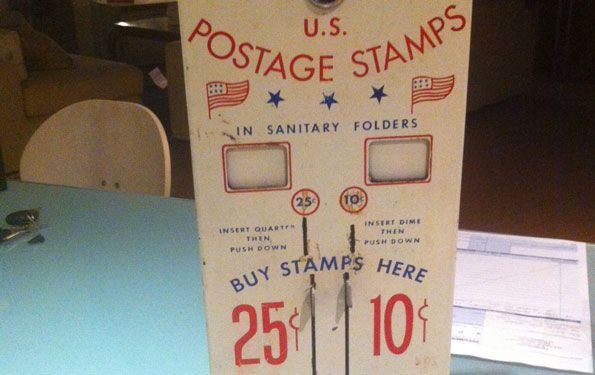 U.S.
POSTAGE STAMPS
IN SANITARY FOLDERS
25¢ 10¢
INSERT QUARTER
THEN
PUSH DOWN
INSERT DIME
THEN
PUSH DOWN
BUY STAMPS HERE
25¢ 10¢